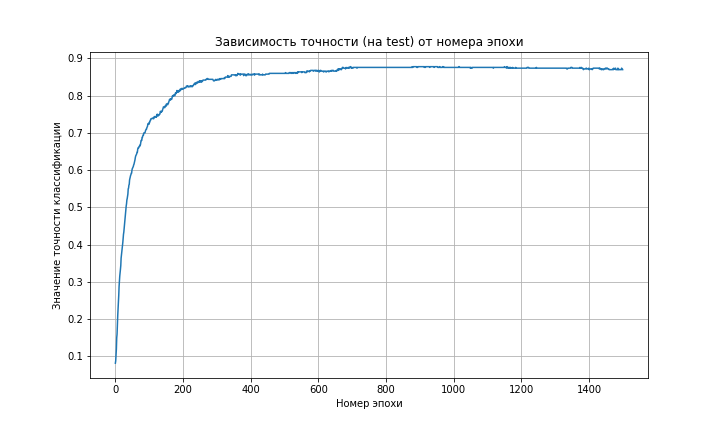 Зависимость точности (на test) от номера эпохи
Значение точности классификации
0.9
0.8
0.7
0.6
0.5
0.4
0.3
0.2
0.1
0 200 400 600 800 1000 1200 1400
Номер эпохи